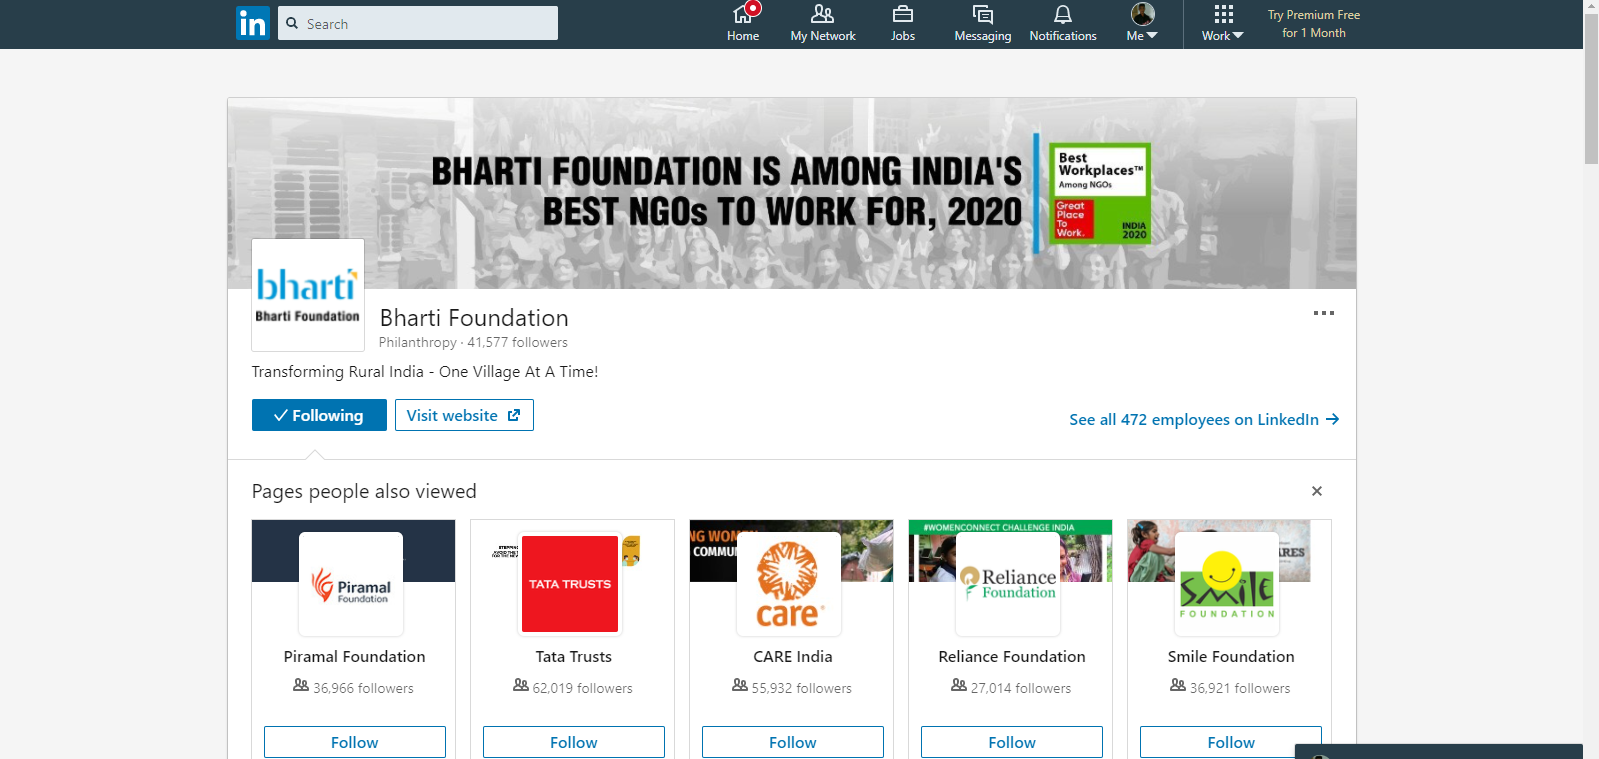 in
Search
Home
My Network
Jobs
Messaging
Notifications
Me
Work
Try Premium Free
for 1 Month
BHARTI FOUNDATION IS AMONG INDIA'S
BEST NGOs TO WORK FOR, 2020
Best
Workplaces™
Among NGOs
Great
Place
To
Work.
INDIA
2020
bharti
Bharti Foundation
Bharti Foundation
Philanthropy · 41,577 followers
Transforming Rural India - One Village At A Time!
Following
Visit website
See all 472 employees on LinkedIn →
Pages people also viewed
Piramal
Foundation
Piramal Foundation
36,966 followers
Follow
TATA TRUSTS
Tata Trusts
62,019 followers
Follow
NG WOMEN
COMMUN
care®
CARE India
55,932 followers
Follow
#WOMENCONNECT CHALLENGE INDIA
Reliance
Foundation
Reliance Foundation
27,014 followers
Follow
ARES
SMILE
FOUNDATION
Smile Foundation
36,921 followers
Follow